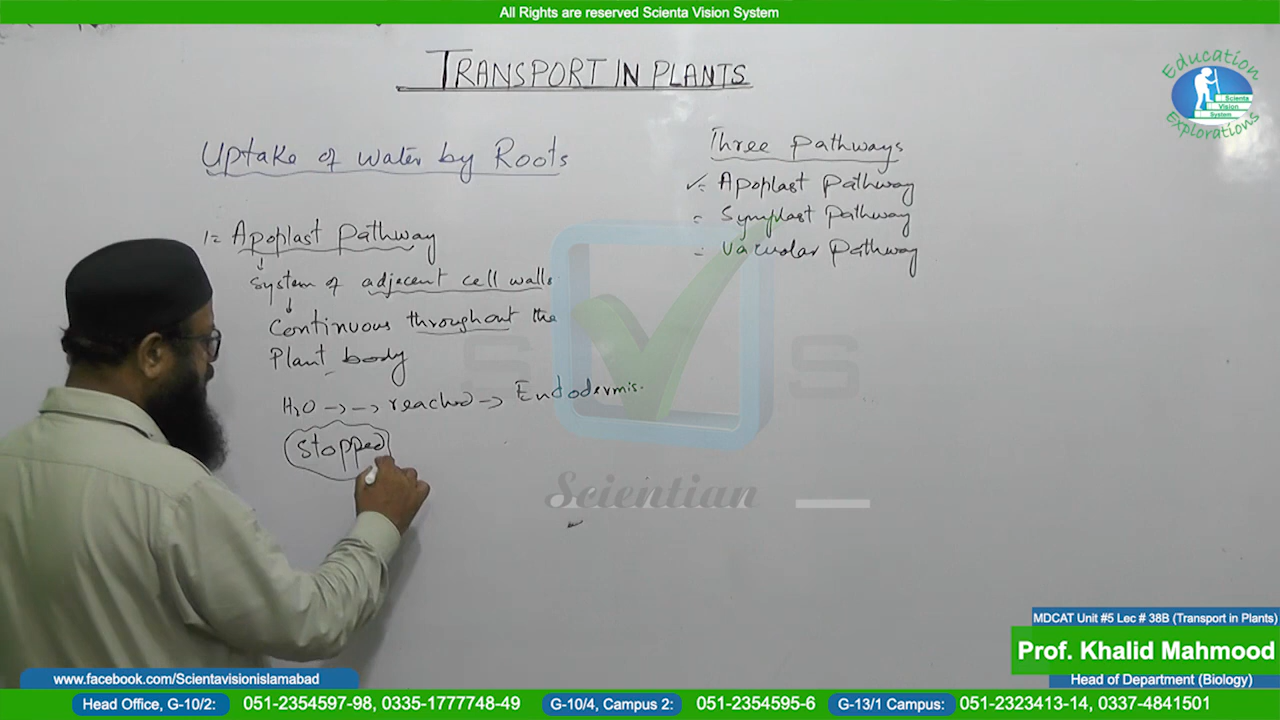 All Rights are reserved Scienta Vision System
TRANSPORT IN PLANTS
Education
Scienta
Vision
System
Explorations
Uptake of water by Roots
Three Pathways
Apoplast Pathway
Symplast Pathway
Vacuolar Pathway
1= Apoplast Pathway
System of adjacent cell walls
Continuous throughout the
Plant body
H2O → → reached → Endodermis.
Stopped
S V S
Scientian
MDCAT Unit #5 Lec # 38B (Transport in Plants)
Prof. Khalid Mahmood
Head of Department (Biology)
www.facebook.com/Scientavisionislamabad
Head Office, G-10/2: 051-2354597-98, 0335-1777748-49 G-10/4, Campus 2: 051-2354595-6 G-13/1 Campus: 051-2323413-14, 0337-4841501